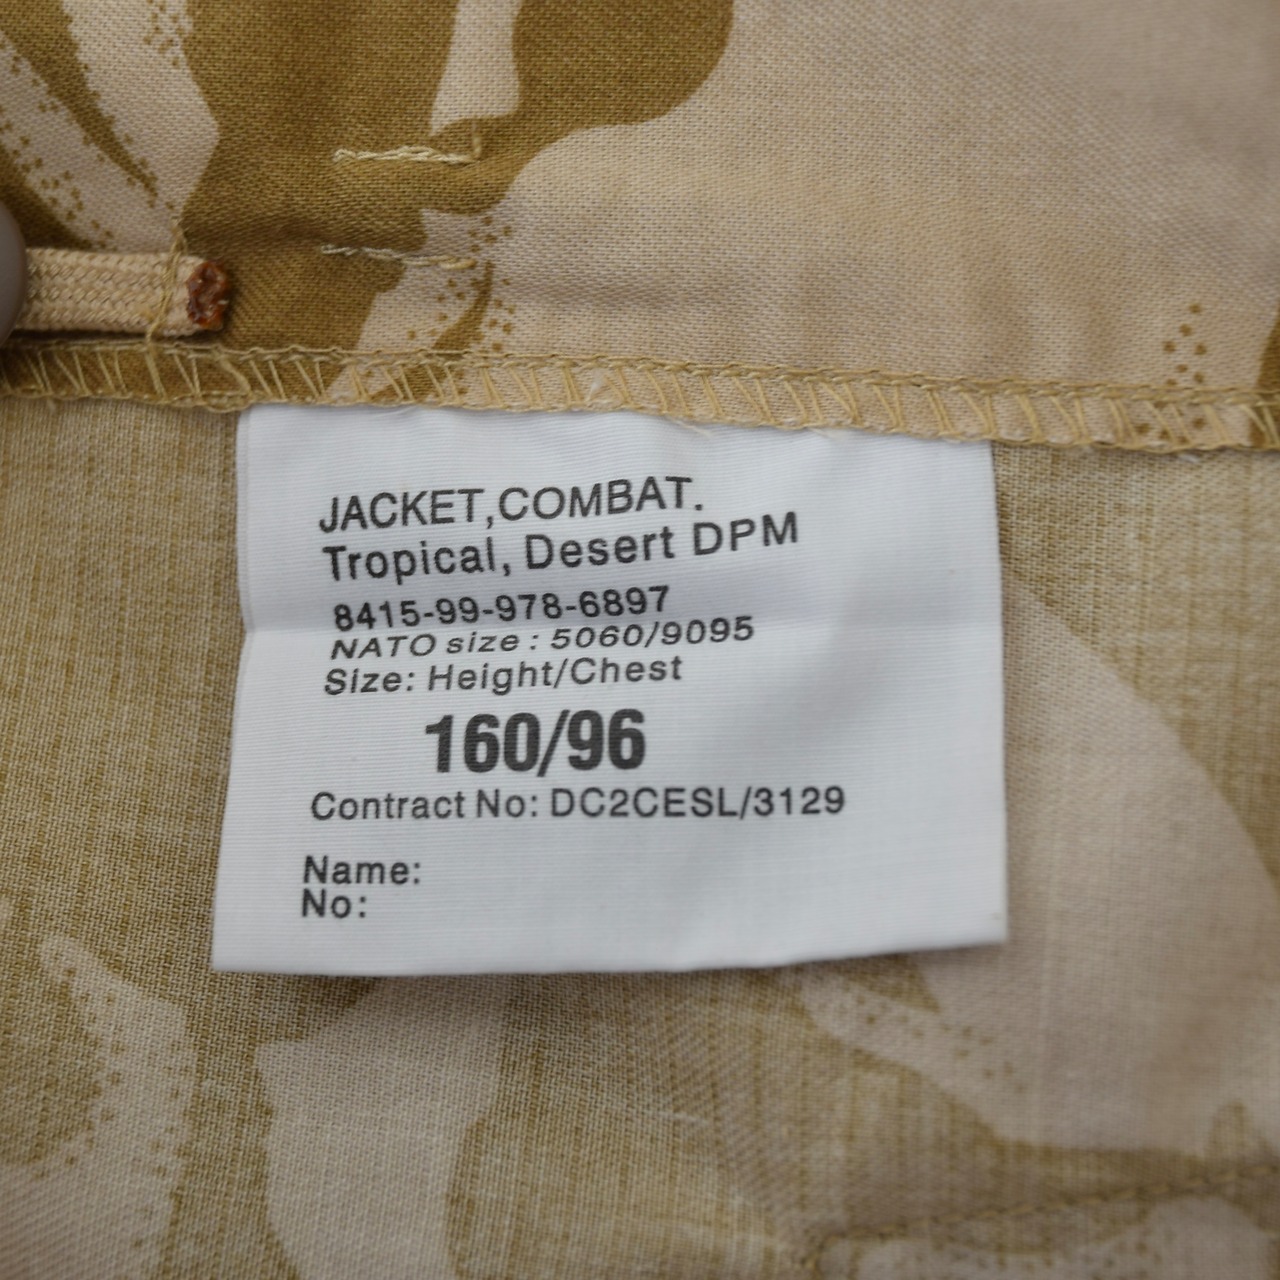 JACKET,COMBAT.
Tropical, Desert DPM
8415-99-978-6897
NATO size : 5060/9095
Size: Height/Chest
160/96
Contract No: DC2CESL/3129
Name:
No: